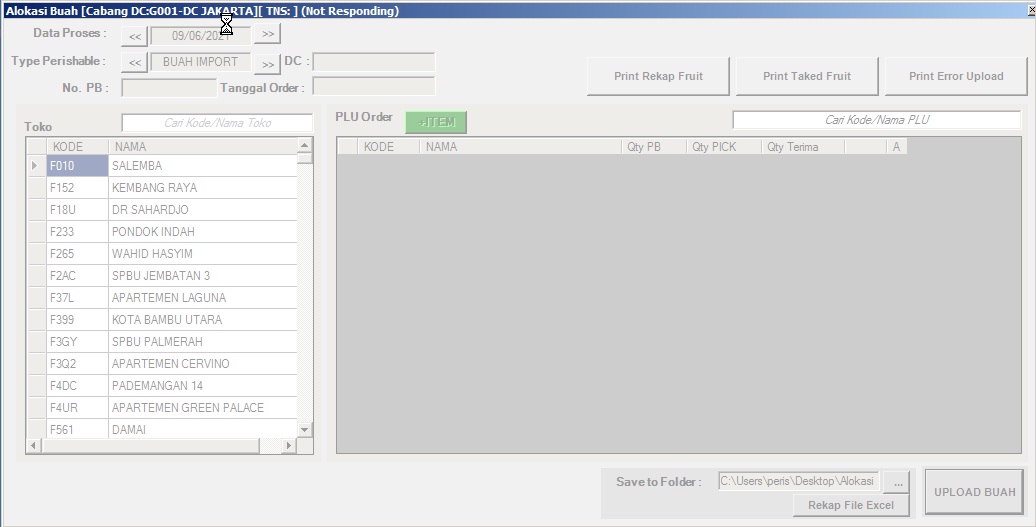 Alokasi Buah [Cabang DC:G001-DC JAKARTA][ TNS: ] (Not Responding)
Data Proses : << 09/06/2021 >>
Type Perishable : << BUAH IMPORT >> DC :
No. PB : Tanggal Order :
Print Rekap Fruit Print Taked Fruit Print Error Upload
Toko Cari Kode/Nama Toko
KODE NAMA
F010 SALEMBA
F152 KEMBANG RAYA
F18U DR SAHARDJO
F233 PONDOK INDAH
F265 WAHID HASYIM
F2AC SPBU JEMBATAN 3
F37L APARTEMEN LAGUNA
F399 KOTA BAMBU UTARA
F3GY SPBU PALMERAH
F3Q2 APARTEMEN CERVINO
F4DC PADEMANGAN 14
F4UR APARTEMEN GREEN PALACE
F561 DAMAI
PLU Order +ITEM Cari Kode/Nama PLU
KODE NAMA Qty PB Qty PICK Qty Terima A
Save to Folder : C:\Users\peris\Desktop\Alokasi ...
Rekap File Excel
UPLOAD BUAH